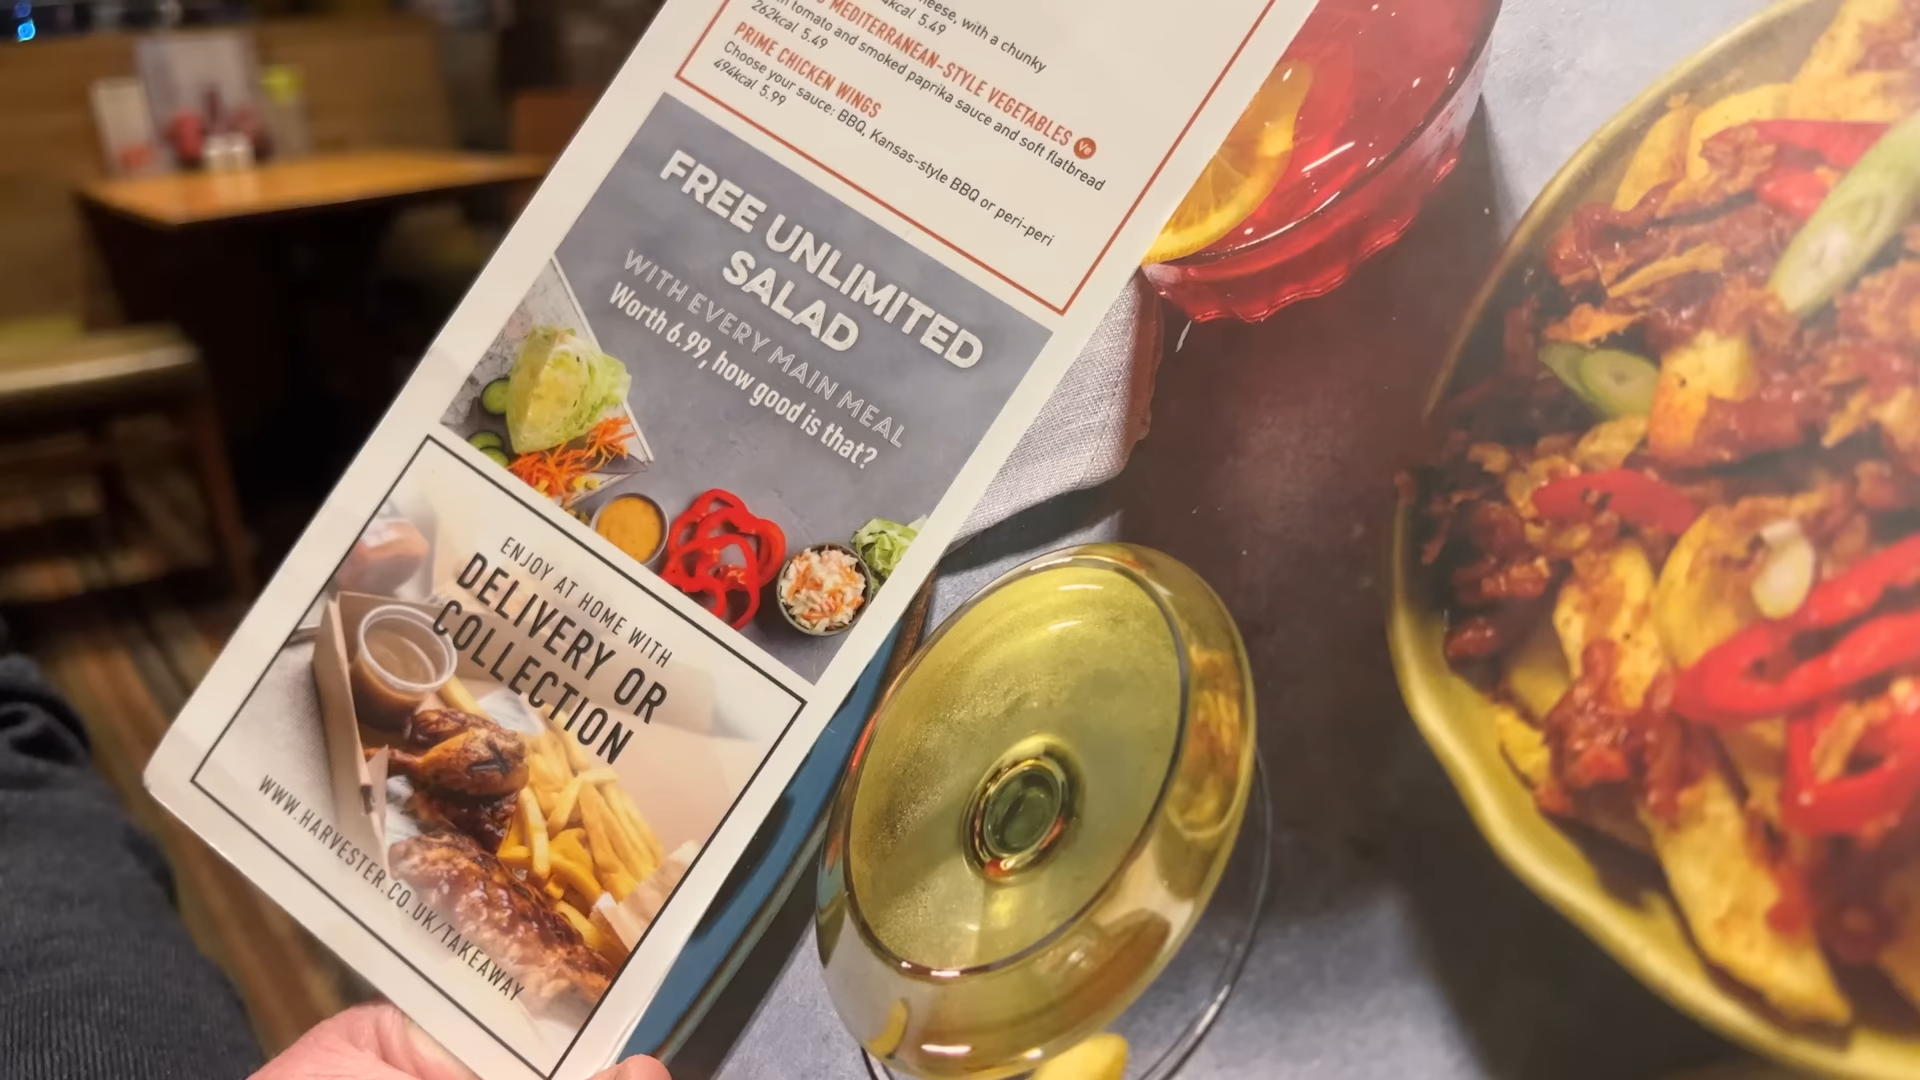 heese, with a chunky
kcal 5.49
MEDITERRANEAN-STYLE VEGETABLES Ve
tomato and smoked paprika sauce and soft flatbread
262kcal 5.49
PRIME CHICKEN WINGS
Choose your sauce: BBQ, Kansas-style BBQ or peri-peri
494kcal 5.99
FREE UNLIMITED
SALAD
WITH EVERY MAIN MEAL
Worth 6.99, how good is that?
ENJOY AT HOME WITH
DELIVERY OR
COLLECTION
WWW.HARVESTER.CO.UK/TAKEAWAY